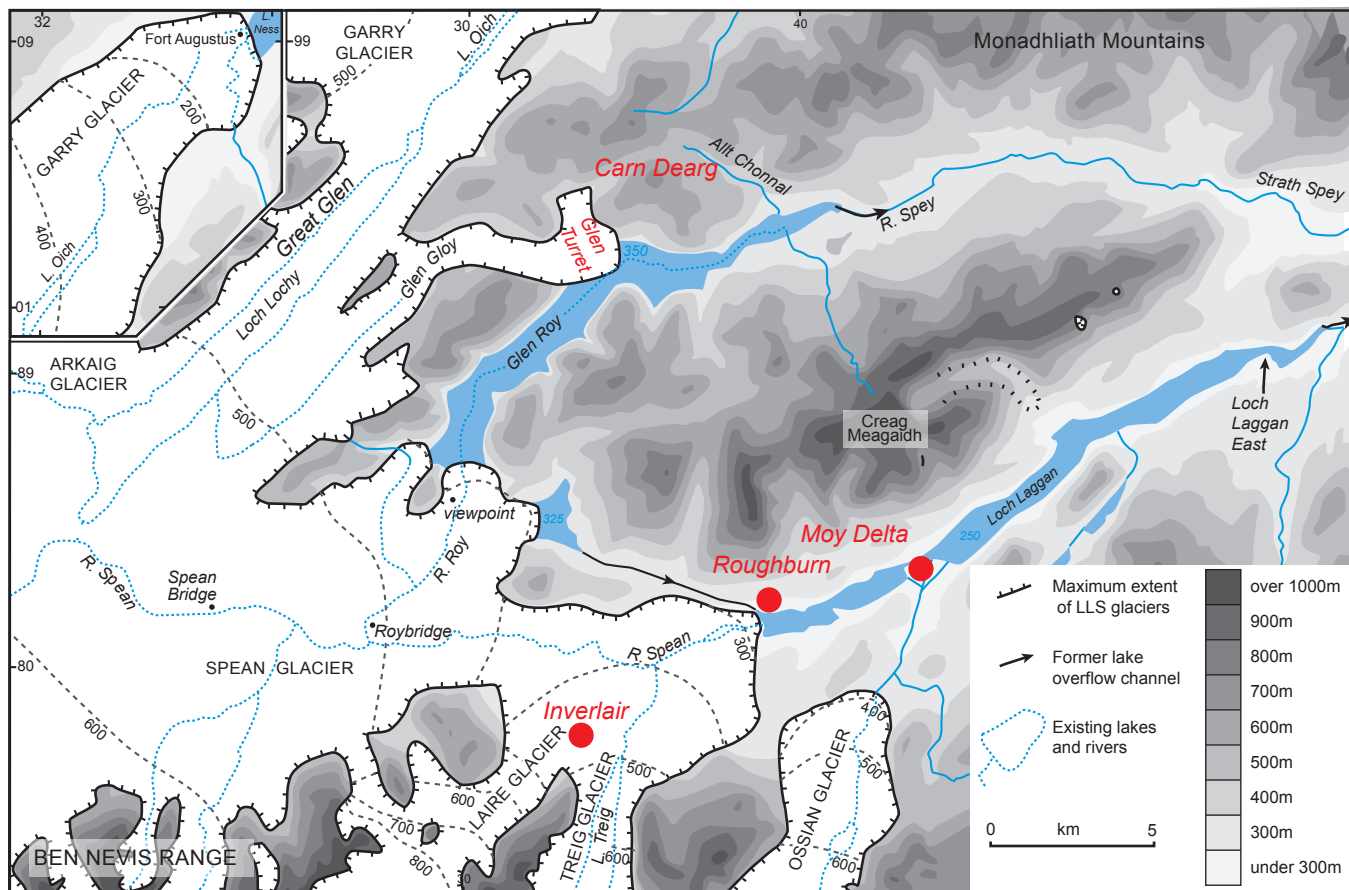 32
L.
Ness
09
Fort Augustus
99
30
40
GARRY
GLACIER
L. Oich
Monadhliath Mountains
500
GARRY GLACIER
200
300
400
L. Oich
01
Great Glen
Loch Lochy
Glen Gloy
Carn Dearg
Allt Chonnal
Strath Spey
R. Spey
Glen
Turret
350
Glen Roy
ARKAIG
GLACIER
89
500
Creag
Meagaidh
Loch
Laggan
East
Loch Laggan
viewpoint
325
R. Roy
Moy Delta
250
Roughburn
R. Spean
Spean
Bridge
Roybridge
R. Spean
300
80
SPEAN GLACIER
Inverlair
400
600
500
500
600
LAIRE GLACIER
700
800
TREIG GLACIER
L. Treig
600
OSSIAN GLACIER
600
BEN NEVIS RANGE
30
Maximum extent
of LLS glaciers
Former lake
overflow channel
Existing lakes
and rivers
0
km
5
over 1000m
900m
800m
700m
600m
500m
400m
300m
under 300m